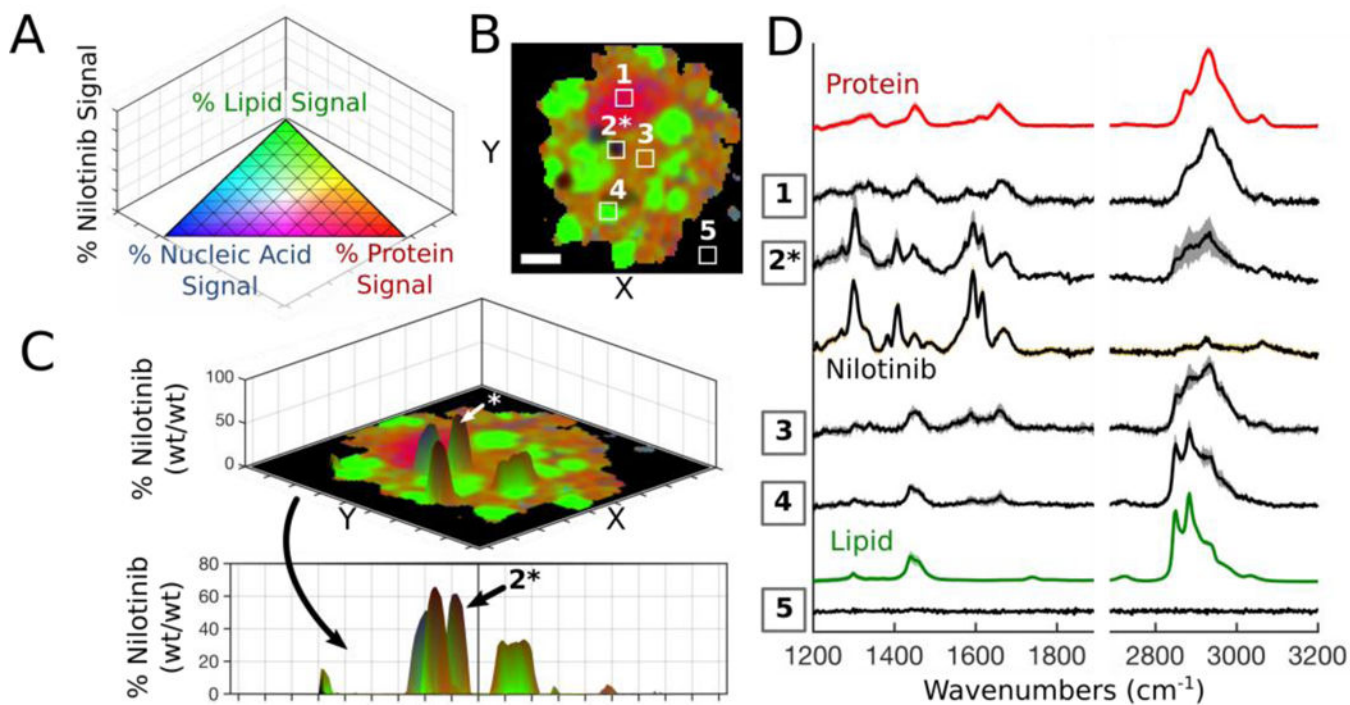 A
% Nilotinib Signal
% Lipid Signal
% Nucleic Acid
Signal
% Protein
Signal
B
1
2*
3
4
5
Y
X
C
% Nilotinib
(wt/wt)
100
50
0
*
Y
X
% Nilotinib
(wt/wt)
80
60
40
20
0
2*
D
Protein
1
2*
Nilotinib
3
4
Lipid
5
1200 1400 1600 1800 2800 3000 3200
Wavenumbers (cm⁻¹)